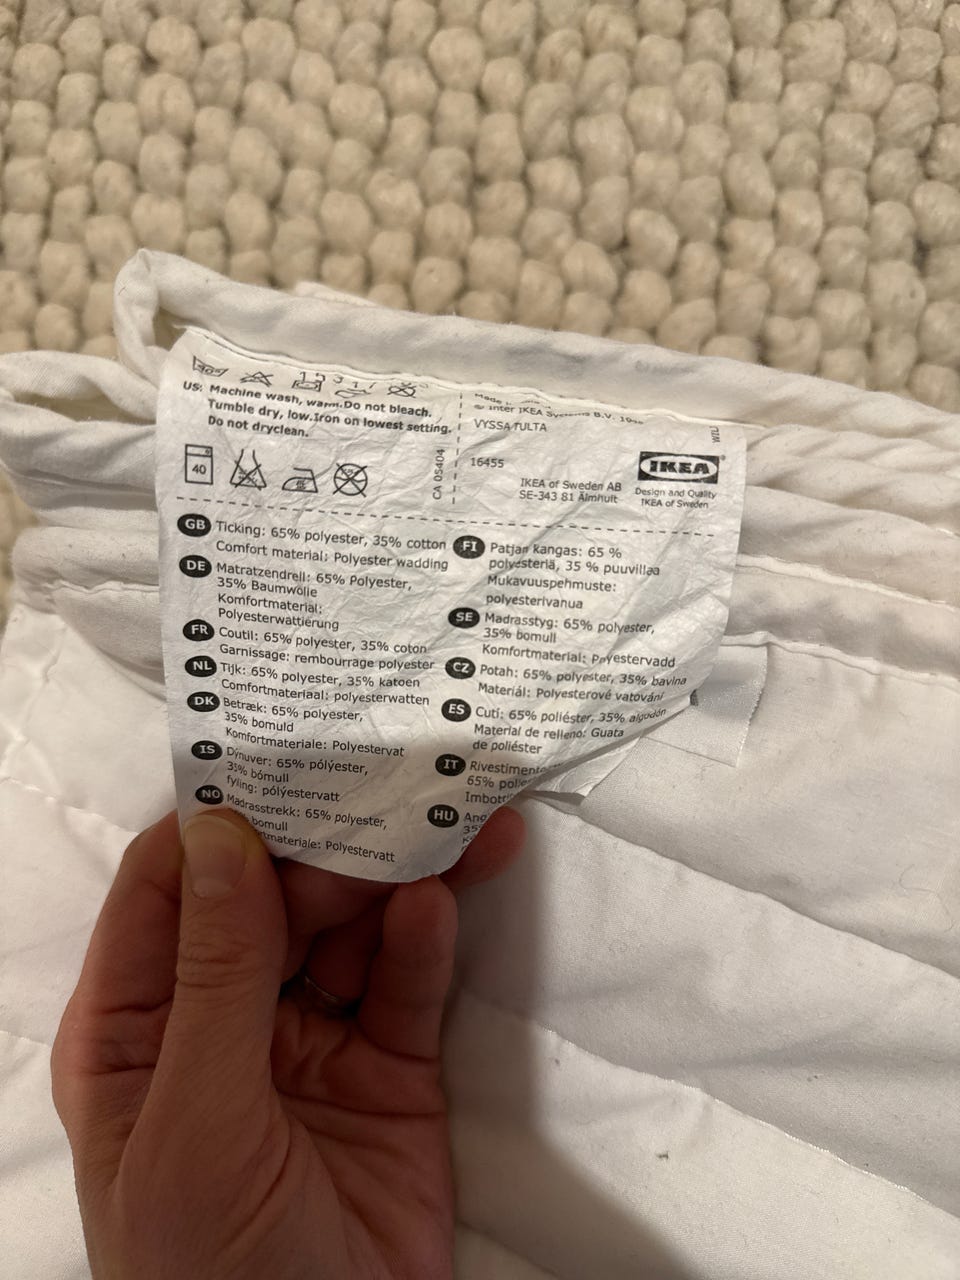 US: Machine wash, warm. Do not bleach.
Tumble dry, low. Iron on lowest setting.
Do not dryclean.
40
CA 05404
© Inter IKEA Systems B.V.
VYSSA TULTA
16455
IKEA
®
IKEA of Sweden AB
SE-343 81 Älmhult
Design and Quality
IKEA of Sweden
GB Ticking: 65% polyester, 35% cotton
Comfort material: Polyester wadding
DE Matratzendrell: 65% Polyester,
35% Baumwolle
Komfortmaterial:
Polyesterwattierung
FR Coutil: 65% polyester, 35% coton
Garnissage: rembourrage polyester
NL Tijk: 65% polyester, 35% katoen
Comfortmateriaal: polyesterwatten
DK Betræk: 65% polyester,
35% bomuld
Komfortmateriale: Polyestervat
IS Dýnuver: 65% pólýester,
35% bómull
fylling: pólýestervatt
NO Madrasstrekk: 65% polyester,
bomull
Polyestervatt
FI Patjan kangas: 65 %
polyesteriä, 35 % puuvillaa
Mukavuuspehmuste:
polyesterivanua
SE Madrasstyg: 65% polyester,
35% bomull
Komfortmaterial: Polyestervadd
CZ Potah: 65% polyester, 35% bavlna
Materiál: Polyesterové vatování
ES Cutí: 65% poliéster, 35% algodón
Material de relleno: Guata
de poliéster
IT
65%
HU